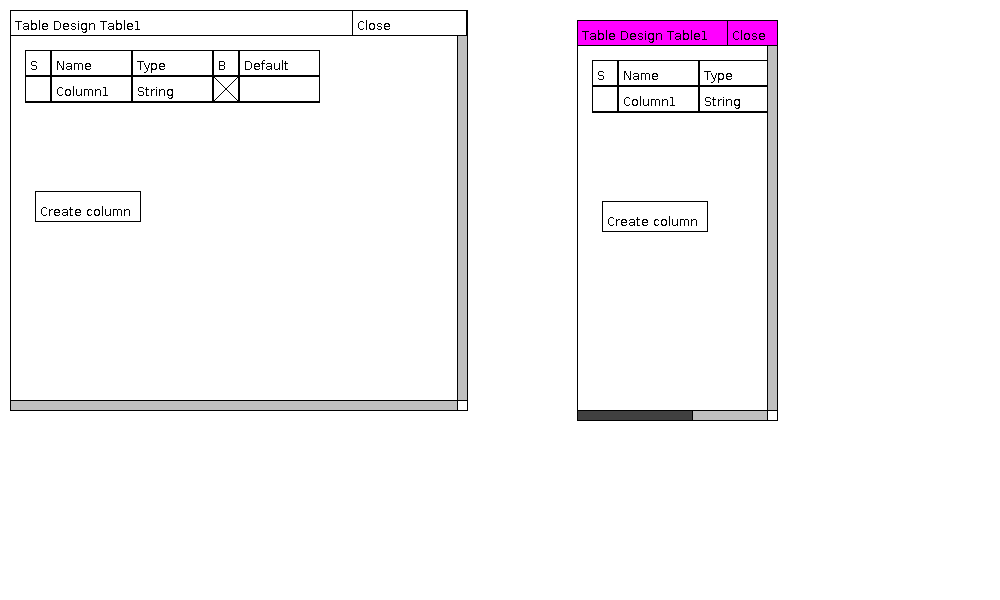 Table Design Table1 Close
S Name Type B Default
Column1 String
Create column
Table Design Table1 Close
S Name Type
Column1 String
Create column